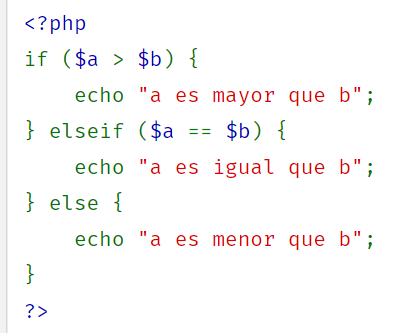 <?php
if ($a > $b) {
    echo "a es mayor que b";
} elseif ($a == $b) {
    echo "a es igual que b";
} else {
    echo "a es menor que b";
}
?>